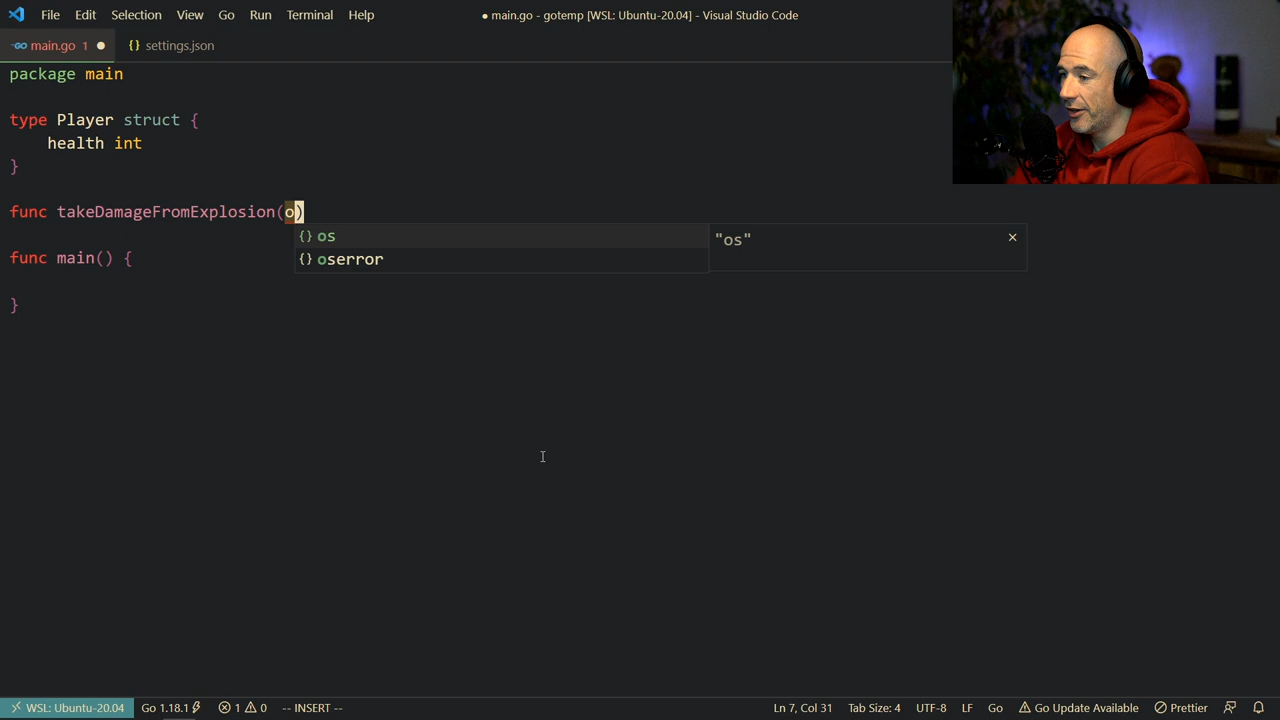 File Edit Selection View Go Run Terminal Help
● main.go - gotemp [WSL: Ubuntu-20.04] - Visual Studio Code
main.go 1 ●
{} settings.json
package main
type Player struct {
health int
}
func takeDamageFromExplosion(o)
{} os
"os"
{} oserror
func main() {
}
WSL: Ubuntu-20.04 Go 1.18.1 1 0 -- INSERT -- Ln 7, Col 31 Tab Size: 4 UTF-8 LF Go Go Update Available Prettier